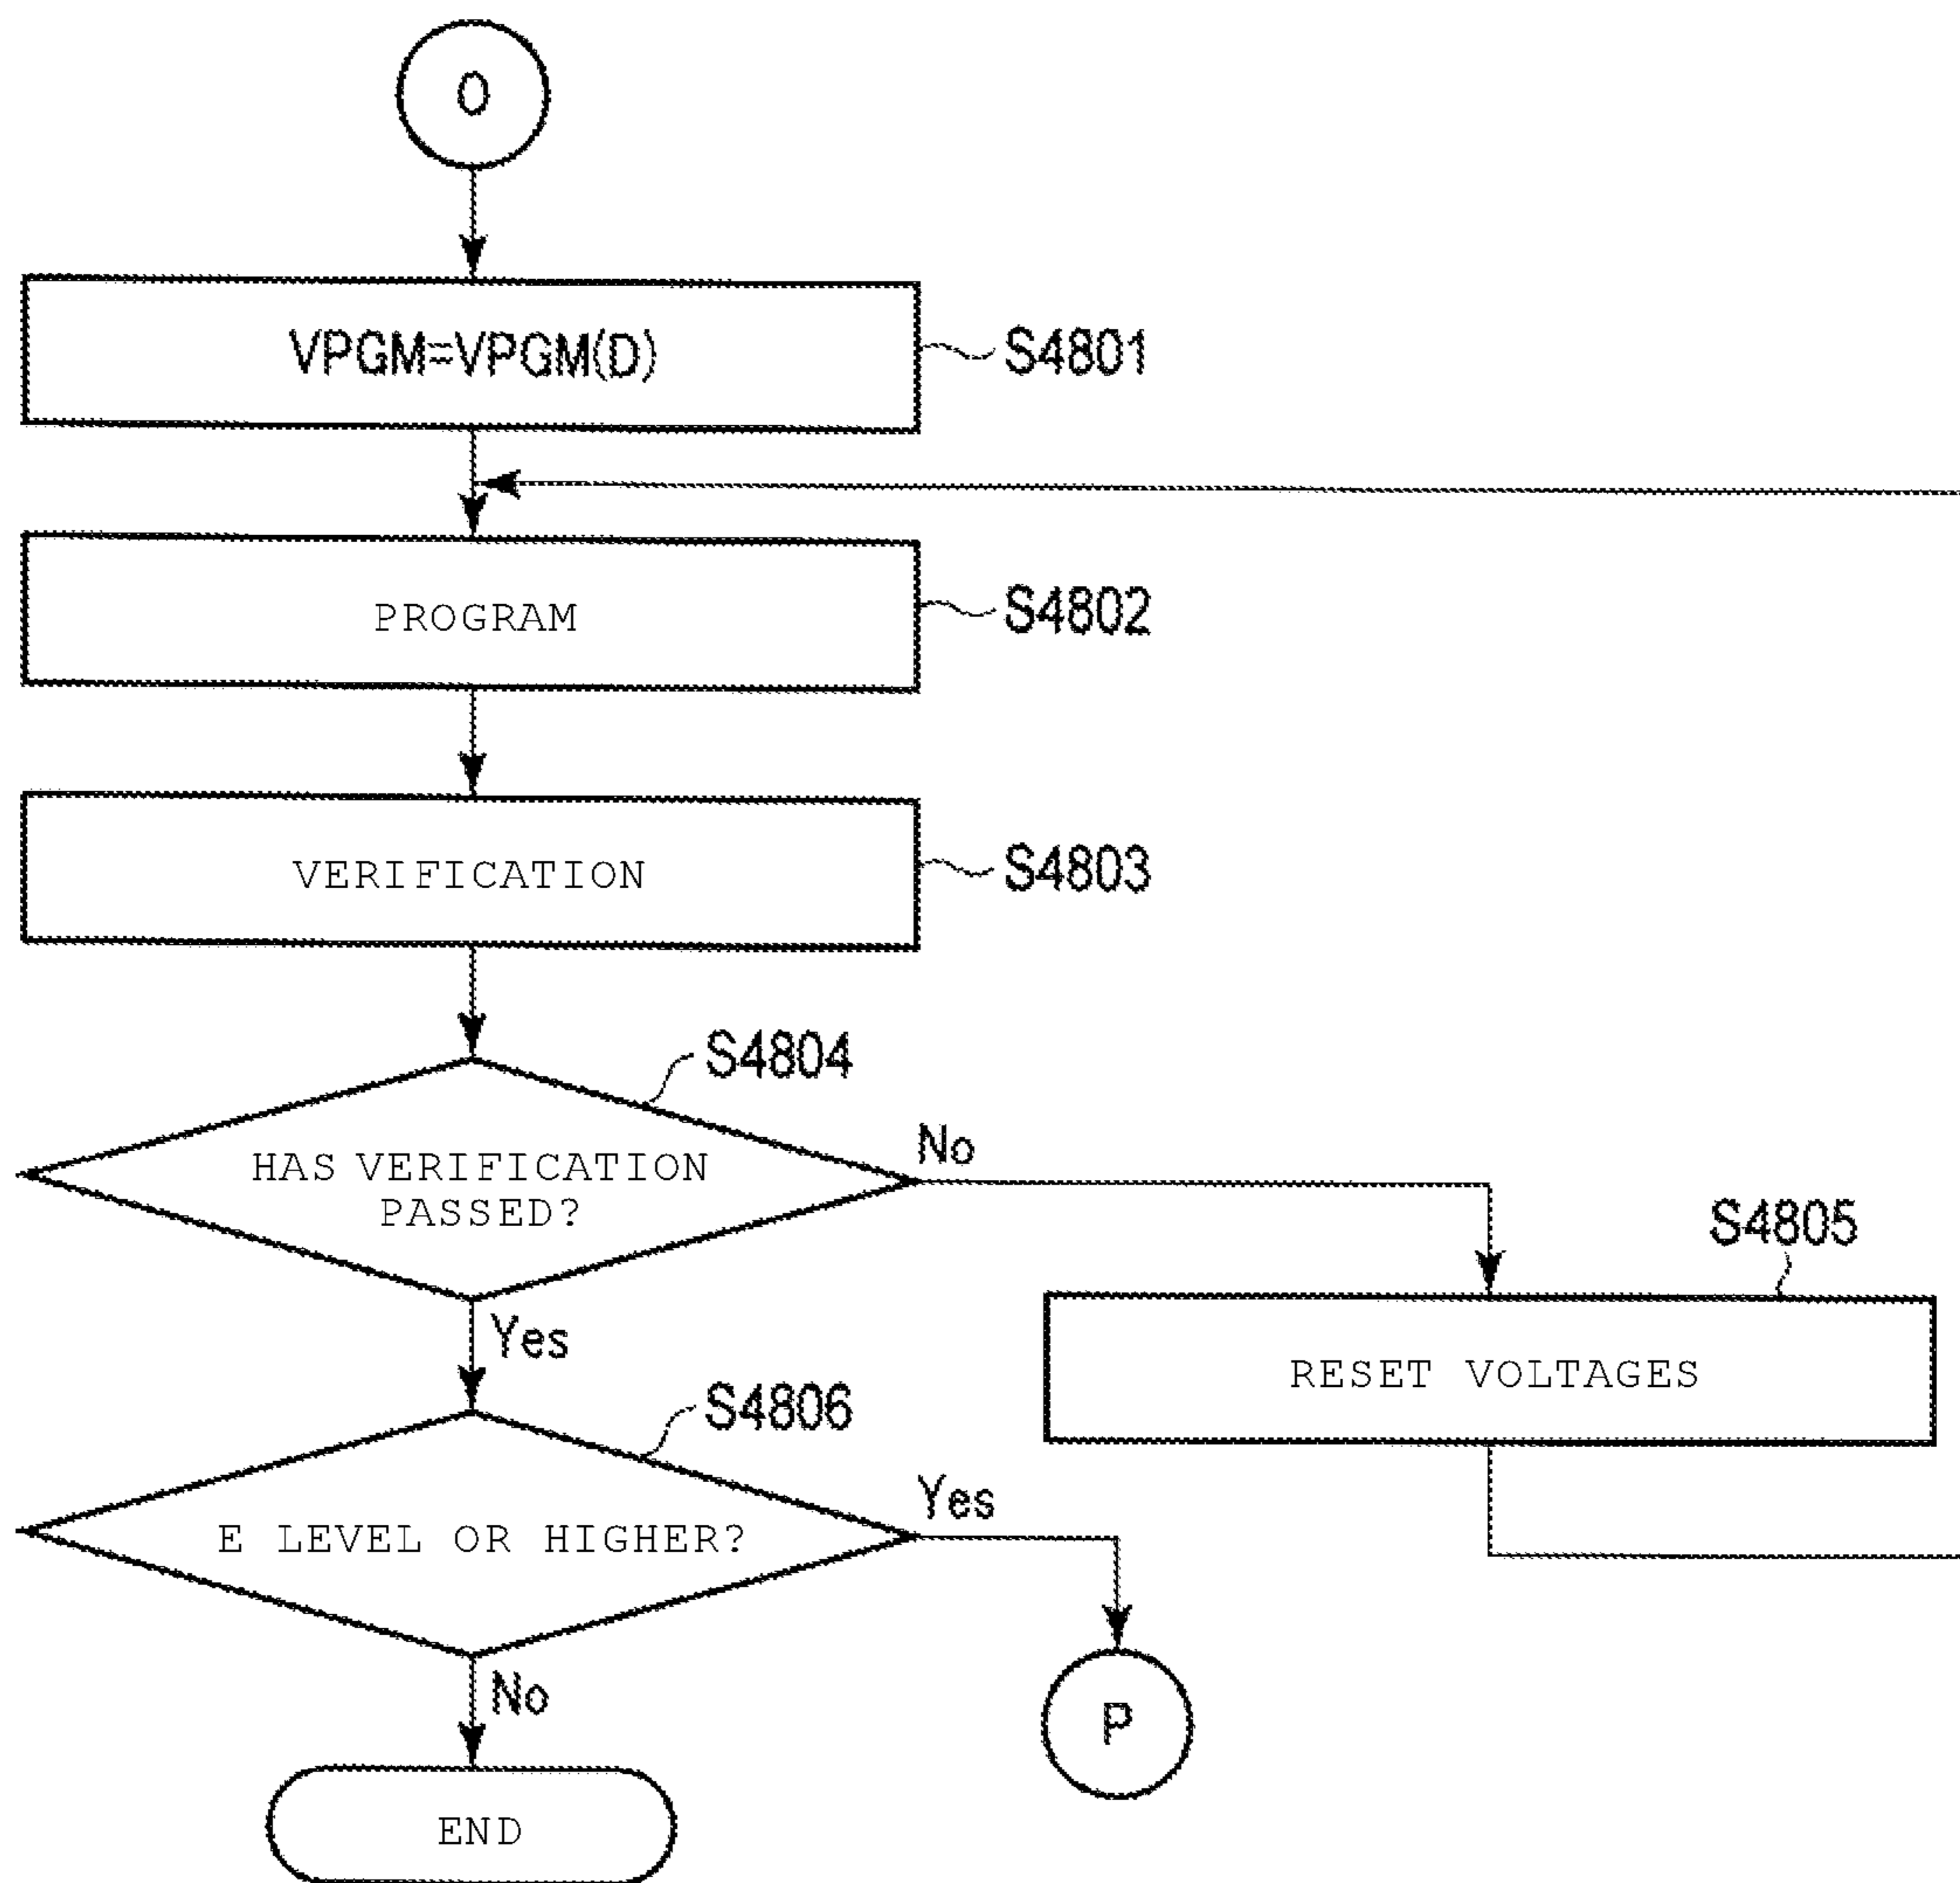 O
VPGM=VPGM(D)
S4801
PROGRAM
S4802
VERIFICATION
S4803
S4804
HAS VERIFICATION
PASSED?
No
S4805
RESET VOLTAGES
Yes
S4806
E LEVEL OR HIGHER?
Yes
No
P
END